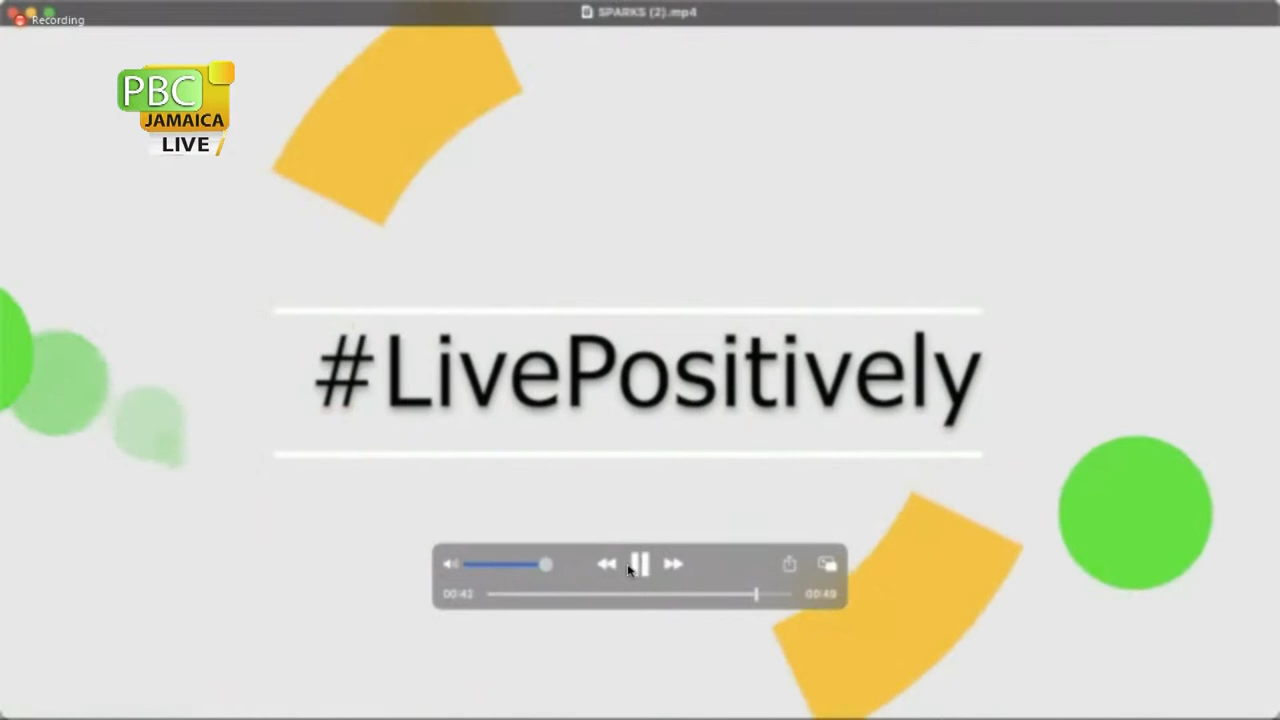 SPARKS (2).mp4
Recording
PBC
JAMAICA
LIVE
#LivePositively
00:42
00:49